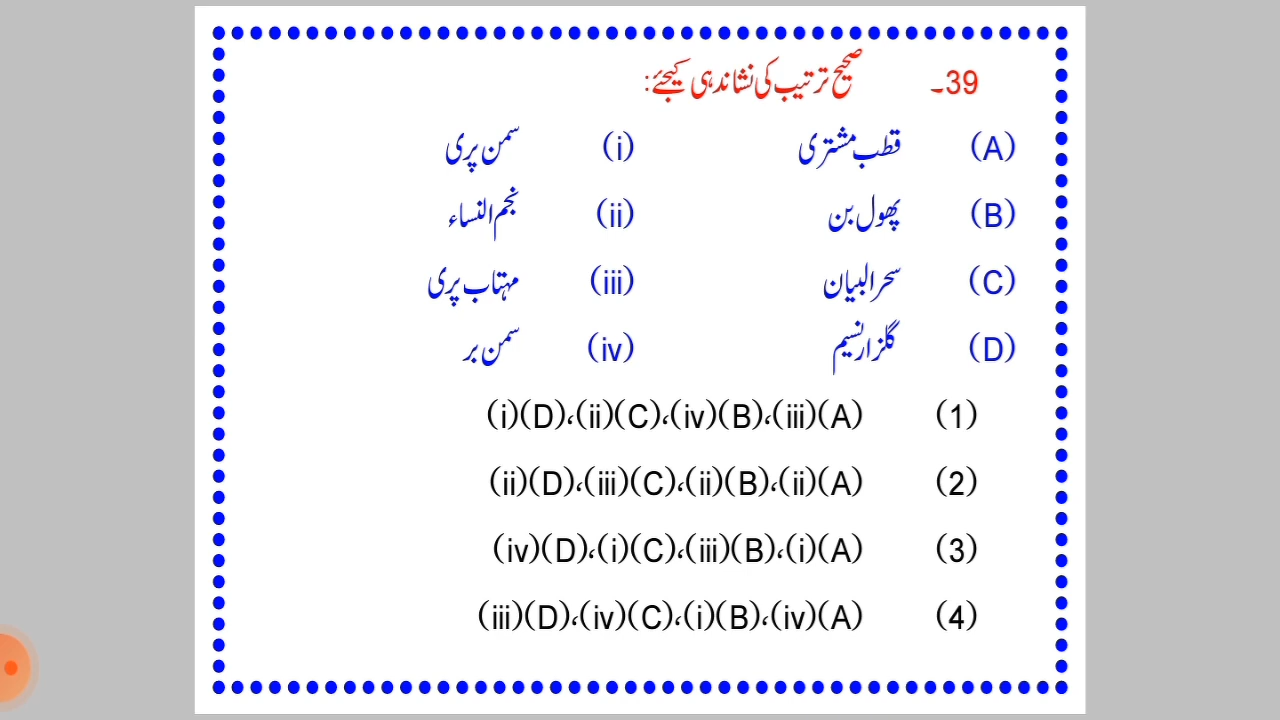 39۔ صحیح ترتیب کی نشاندہی کیجئے:
(A) قطب مشتری (i) سمن پری
(B) پھول بن (ii) نجم النساء
(C) سحرالبیان (iii) مہتاب پری
(D) گلزار نسیم (iv) سمن بر
(1) (A)(iii)،(B)(iv)،(C)(ii)،(D)(i)
(2) (A)(ii)،(B)(ii)،(C)(iii)،(D)(ii)
(3) (A)(i)،(B)(iii)،(C)(i)،(D)(iv)
(4) (A)(iv)،(B)(i)،(C)(iv)،(D)(iii)